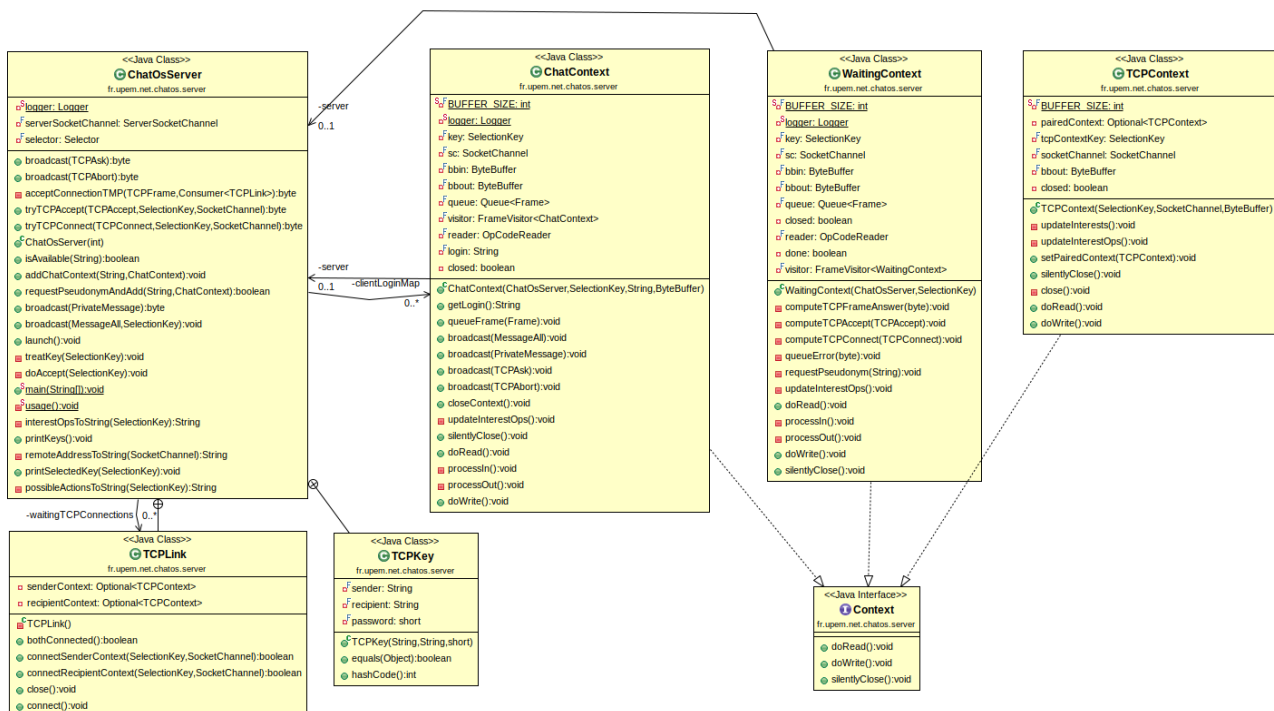 <<Java Class>>
ChatOsServer
fr.upem.net.chatos.server
logger: Logger
serverSocketChannel: ServerSocketChannel
selector: Selector
broadcast(TCPAsk):byte
broadcast(TCPAbort):byte
acceptConnectionTMP(TCPFrame,Consumer<TCPLink>):byte
tryTCPAccept(TCPAccept,SelectionKey,SocketChannel):byte
tryTCPConnect(TCPConnect,SelectionKey,SocketChannel):byte
ChatOsServer(int)
isAvailable(String):boolean
addChatContext(String,ChatContext):void
requestPseudonymAndAdd(String,ChatContext):boolean
broadcast(PrivateMessage):byte
broadcast(MessageAll,SelectionKey):void
launch():void
treatKey(SelectionKey):void
doAccept(SelectionKey):void
main(String[]):void
usage():void
interestOpsToString(SelectionKey):String
printKeys():void
remoteAddressToString(SocketChannel):String
printSelectedKey(SelectionKey):void
possibleActionsToString(SelectionKey):String
-server
0..1
-server
0..1
-clientLoginMap
0..*
<<Java Class>>
ChatContext
fr.upem.net.chatos.server
BUFFER_SIZE: int
logger: Logger
key: SelectionKey
sc: SocketChannel
bbin: ByteBuffer
bbout: ByteBuffer
queue: Queue<Frame>
visitor: FrameVisitor<ChatContext>
reader: OpCodeReader
login: String
closed: boolean
ChatContext(ChatOsServer,SelectionKey,String,ByteBuffer)
getLogin():String
queueFrame(Frame):void
broadcast(MessageAll):void
broadcast(PrivateMessage):void
broadcast(TCPAsk):void
broadcast(TCPAbort):void
closeContext():void
updateInterestOps():void
silentlyClose():void
doRead():void
processIn():void
processOut():void
doWrite():void
<<Java Class>>
WaitingContext
fr.upem.net.chatos.server
BUFFER_SIZE: int
logger: Logger
key: SelectionKey
sc: SocketChannel
bbin: ByteBuffer
bbout: ByteBuffer
queue: Queue<Frame>
closed: boolean
reader: OpCodeReader
done: boolean
visitor: FrameVisitor<WaitingContext>
WaitingContext(ChatOsServer,SelectionKey)
computeTCPFrameAnswer(byte):void
computeTCPAccept(TCPAccept):void
computeTCPConnect(TCPConnect):void
queueError(byte):void
requestPseudonym(String):void
updateInterestOps():void
doRead():void
processIn():void
processOut():void
doWrite():void
silentlyClose():void
<<Java Class>>
TCPContext
fr.upem.net.chatos.server
BUFFER_SIZE: int
pairedContext: Optional<TCPContext>
tcpContextKey: SelectionKey
socketChannel: SocketChannel
bbout: ByteBuffer
closed: boolean
TCPContext(SelectionKey,SocketChannel,ByteBuffer)
updateInterests():void
updateInterestOps():void
setPairedContext(TCPContext):void
silentlyClose():void
close():void
doRead():void
doWrite():void
-waitingTCPConnections
0..*
<<Java Class>>
TCPLink
fr.upem.net.chatos.server
senderContext: Optional<TCPContext>
recipientContext: Optional<TCPContext>
TCPLink()
bothConnected():boolean
connectSenderContext(SelectionKey,SocketChannel):boolean
connectRecipientContext(SelectionKey,SocketChannel):boolean
close():void
connect():void
<<Java Class>>
TCPKey
fr.upem.net.chatos.server
sender: String
recipient: String
password: short
TCPKey(String,String,short)
equals(Object):boolean
hashCode():int
<<Java Interface>>
Context
fr.upem.net.chatos.server
doRead():void
doWrite():void
silentlyClose():void